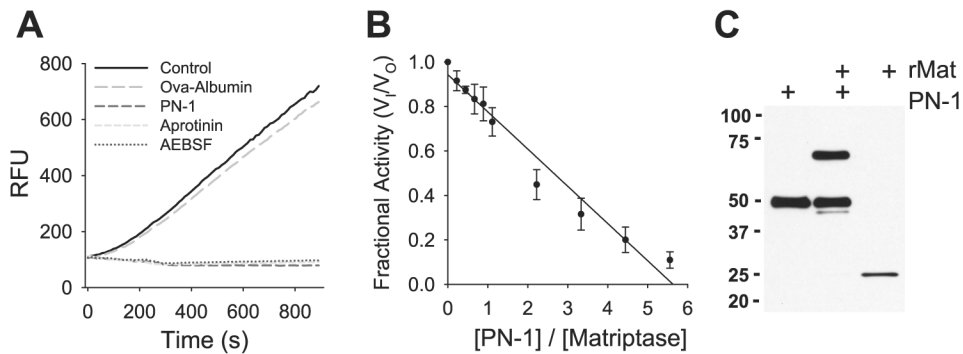 A
B
C
RFU
800
600
400
200
0
Control
Ova-Albumin
PN-1
Aprotinin
AEBSF
0 200 400 600 800
Time (s)
Fractional Activity (VI/VO)
1.0
0.8
0.6
0.4
0.2
0.0
0 1 2 3 4 5 6
[PN-1] / [Matriptase]
+ + rMat
+ + PN-1
100 -
75 -
50 -
37 -
25 -
20 -